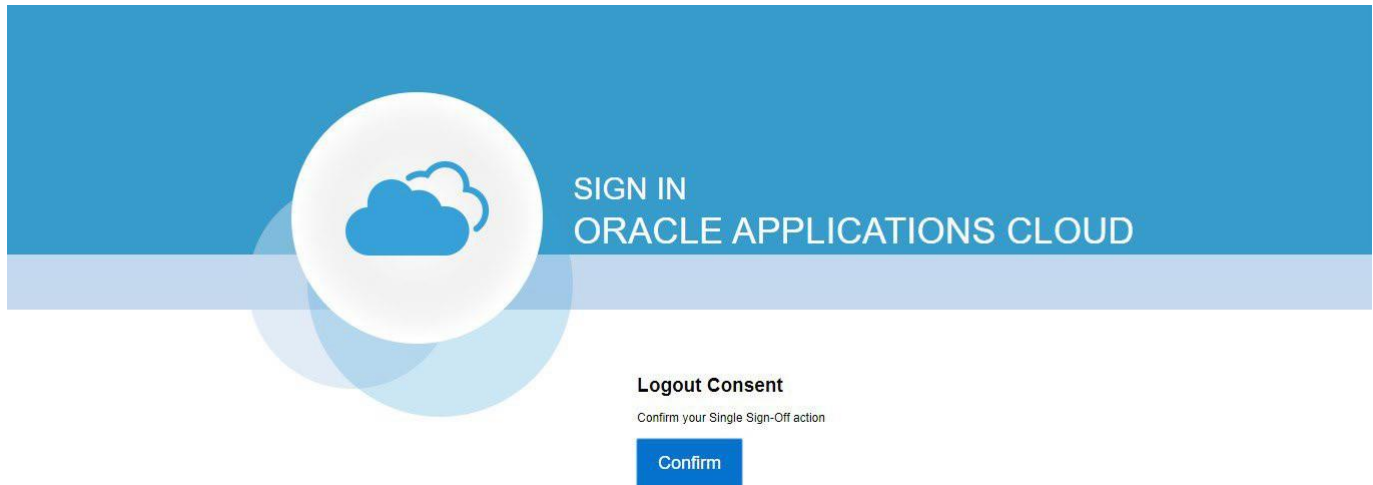 SIGN IN
ORACLE APPLICATIONS CLOUD
Logout Consent
Confirm your Single Sign-Off action
Confirm